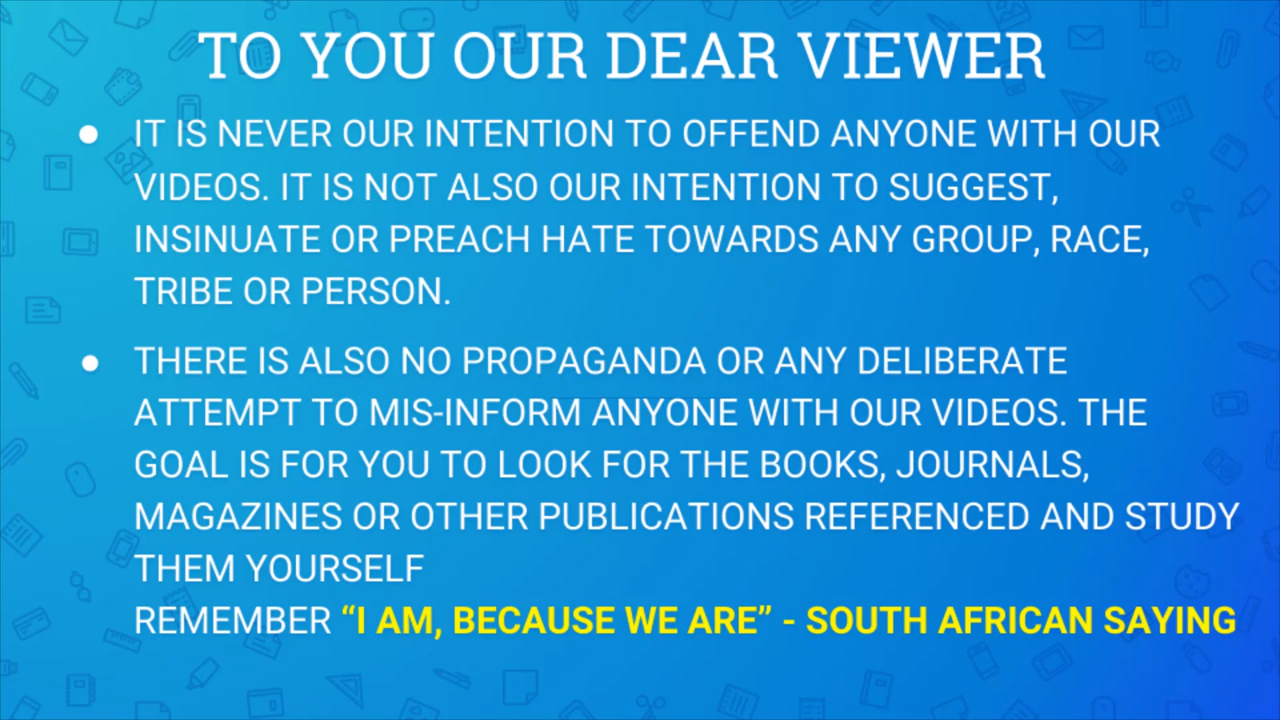 TO YOU OUR DEAR VIEWER
● IT IS NEVER OUR INTENTION TO OFFEND ANYONE WITH OUR
VIDEOS. IT IS NOT ALSO OUR INTENTION TO SUGGEST,
INSINUATE OR PREACH HATE TOWARDS ANY GROUP, RACE,
TRIBE OR PERSON.
● THERE IS ALSO NO PROPAGANDA OR ANY DELIBERATE
ATTEMPT TO MIS-INFORM ANYONE WITH OUR VIDEOS. THE
GOAL IS FOR YOU TO LOOK FOR THE BOOKS, JOURNALS,
MAGAZINES OR OTHER PUBLICATIONS REFERENCED AND STUDY
THEM YOURSELF
REMEMBER “I AM, BECAUSE WE ARE” - SOUTH AFRICAN SAYING